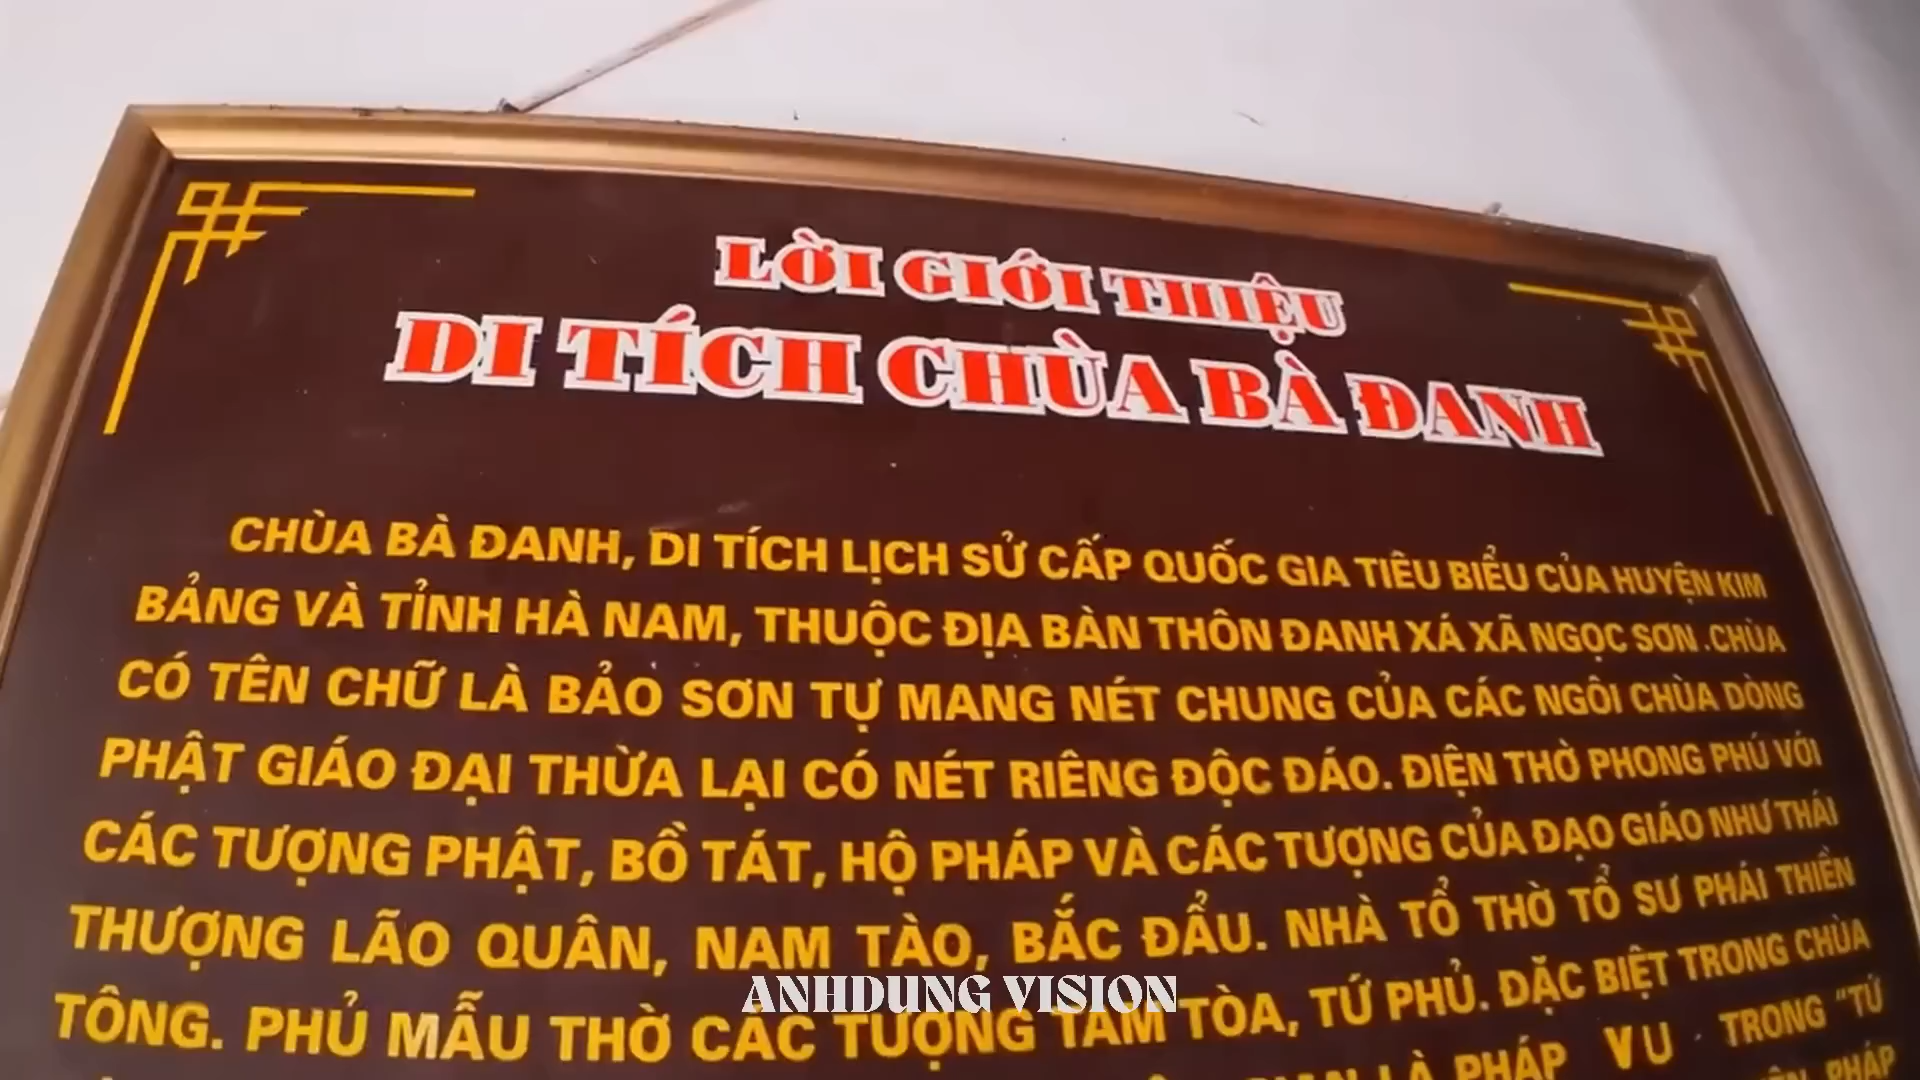 LỜI GIỚI THIỆU
DI TÍCH CHÙA BÀ ĐANH
CHÙA BÀ ĐANH, DI TÍCH LỊCH SỬ CẤP QUỐC GIA TIÊU BIỂU CỦA HUYỆN KIM
BẢNG VÀ TỈNH HÀ NAM, THUỘC ĐỊA BÀN THÔN ĐANH XÁ XÃ NGỌC SƠN .CHÙA
CÓ TÊN CHỮ LÀ BẢO SƠN TỰ MANG NÉT CHUNG CỦA CÁC NGÔI CHÙA DÒNG
PHẬT GIÁO ĐẠI THỪA LẠI CÓ NÉT RIÊNG ĐỘC ĐÁO. ĐIỆN THỜ PHONG PHÚ VỚI
CÁC TƯỢNG PHẬT, BỒ TÁT, HỘ PHÁP VÀ CÁC TƯỢNG CỦA ĐẠO GIÁO NHƯ THÁI
THƯỢNG LÃO QUÂN, NAM TÀO, BẮC ĐẨU. NHÀ TỔ THỜ TỔ SƯ PHÁI THIỀN
TÔNG. PHỦ MẪU THỜ CÁC TƯỢNG TAM TÒA, TỨ PHỦ. ĐẶC BIỆT TRONG CHÙA
LÀ PHÁP VU TRONG "TỨ
PHÁP
ANHDUNG VISION